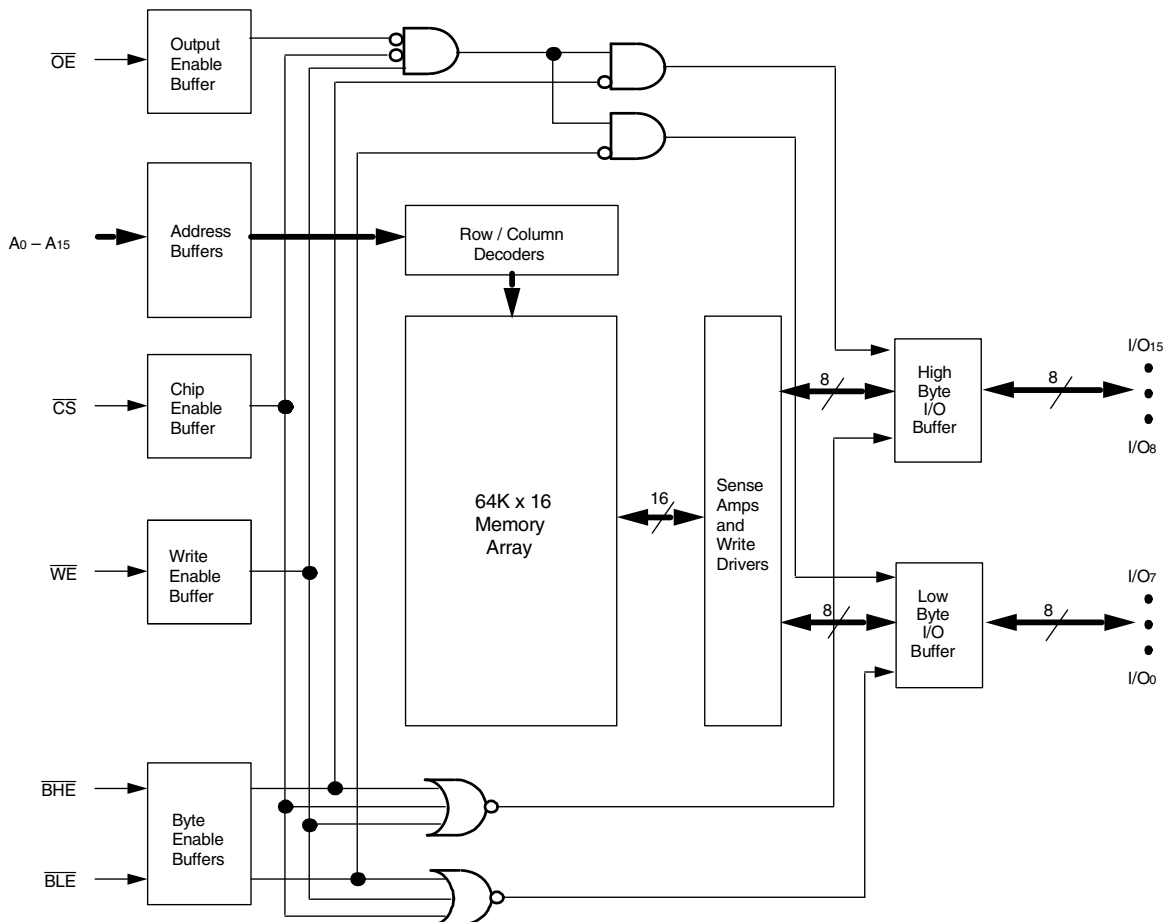 OE
Output
Enable
Buffer
A0 – A15
Address
Buffers
Row / Column
Decoders
CS
Chip
Enable
Buffer
WE
Write
Enable
Buffer
64K x 16
Memory
Array
16
Sense
Amps
and
Write
Drivers
8
High
Byte
I/O
Buffer
8
I/O15
I/O8
8
Low
Byte
I/O
Buffer
8
I/O7
I/O0
BHE
Byte
Enable
Buffers
BLE